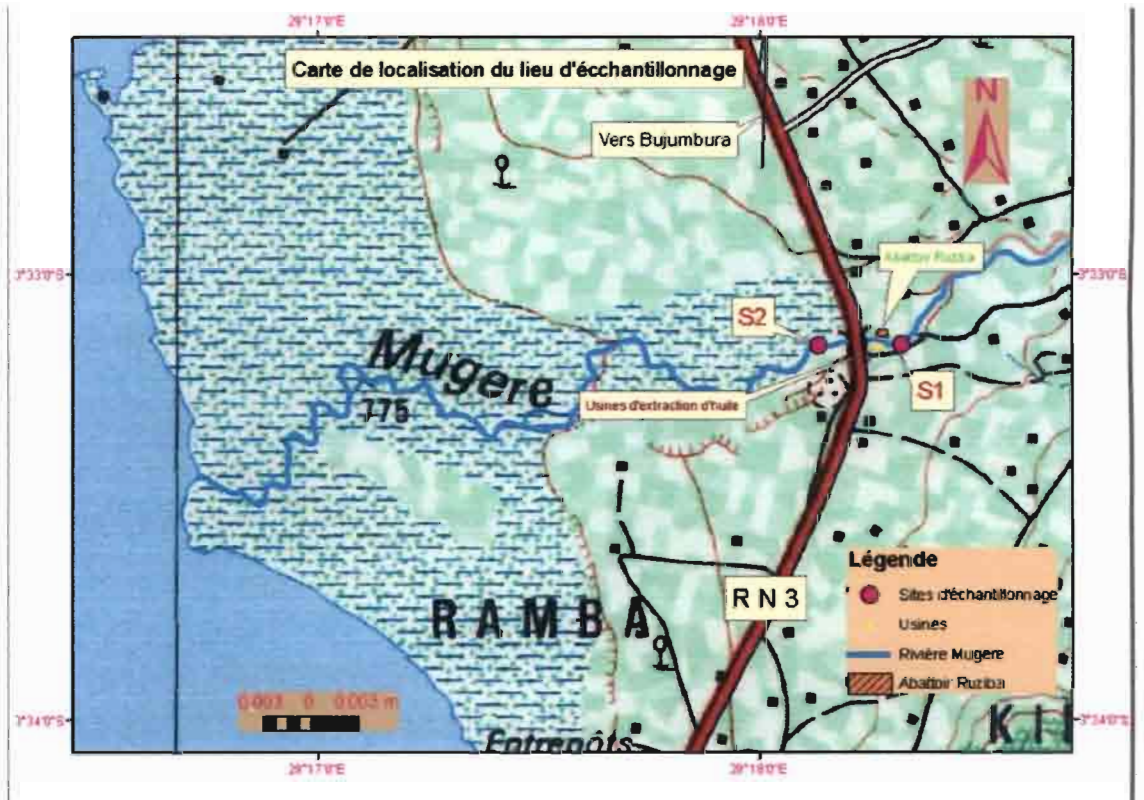 29°17'0"E
29°18'0"E
Carte de localisation du lieu d'écchantillonnage
N
Vers Bujumbura
Abattoir Ruziba
3°33'0"S
3°33'0"S
S2
Mugere
S1
775
Usines d'extraction d'huile
Légende
Sites d'échantillonnage
Usines
Rivière Mugere
Abattoir Ruziba
RAMBA
R N 3
0.003 0 0.003 m
3°34'0"S
3°34'0"S
KI
Entrepôts
29°17'0"E
29°18'0"E